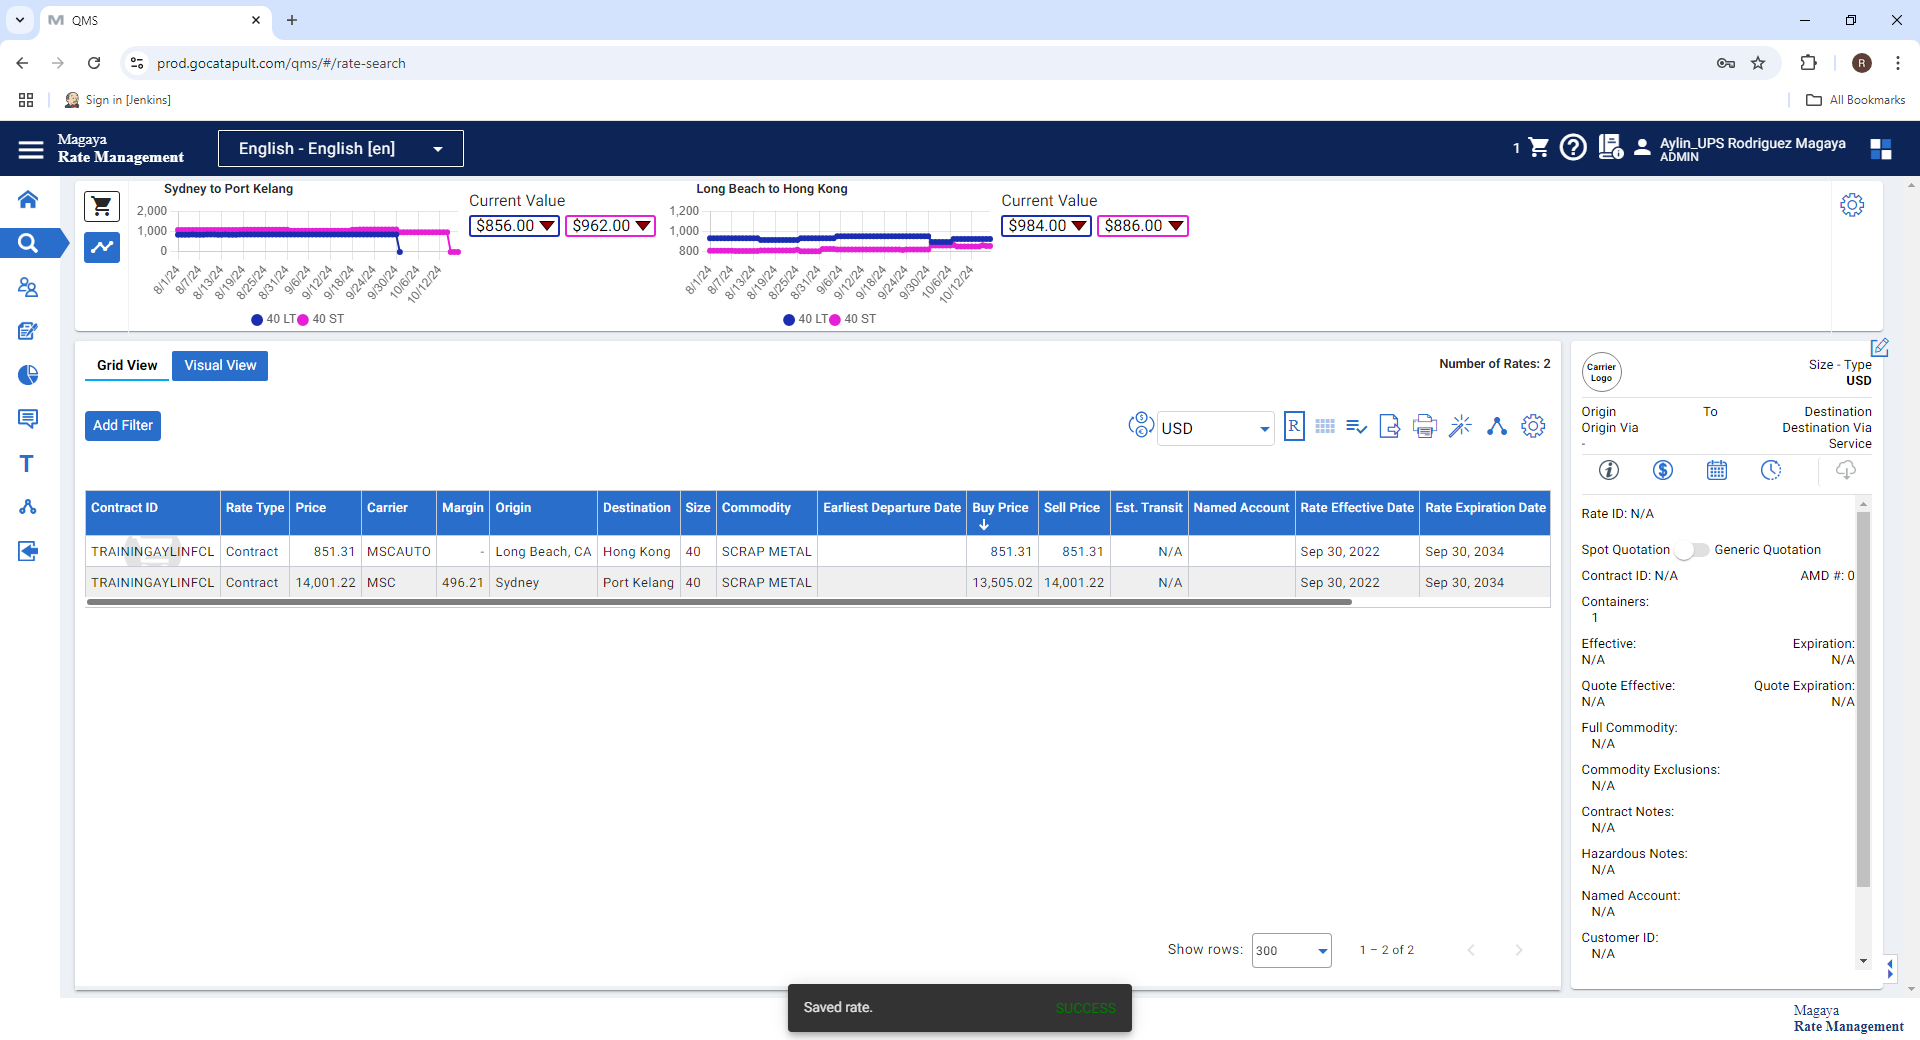 QMS
prod.gocatapult.com/qms/#/rate-search
R
Sign in [Jenkins]
All Bookmarks
Magaya
Rate Management
English - English [en]
1
Aylin_UPS Rodriguez Magaya
ADMIN
Sydney to Port Kelang
2,000
1,000
0
8/1/24
8/7/24
8/13/24
8/19/24
8/25/24
8/31/24
9/6/24
9/12/24
9/18/24
9/24/24
9/30/24
10/6/24
10/12/24
40 LT
40 ST
Current Value
$856.00
$962.00
Long Beach to Hong Kong
1,200
1,000
800
8/1/24
8/7/24
8/13/24
8/19/24
8/25/24
8/31/24
9/6/24
9/12/24
9/18/24
9/24/24
9/30/24
10/6/24
10/12/24
40 LT
40 ST
Current Value
$984.00
$886.00
Grid View
Visual View
Number of Rates: 2
Add Filter
USD
R
Contract ID Rate Type Price Carrier Margin Origin Destination Size Commodity Earliest Departure Date Buy Price Sell Price Est. Transit Named Account Rate Effective Date Rate Expiration Date
TRAININGAYLINFCL Contract 851.31 MSCAUTO - Long Beach, CA Hong Kong 40 SCRAP METAL 851.31 851.31 N/A Sep 30, 2022 Sep 30, 2034
TRAININGAYLINFCL Contract 14,001.22 MSC 496.21 Sydney Port Kelang 40 SCRAP METAL 13,505.02 14,001.22 N/A Sep 30, 2022 Sep 30, 2034
Show rows: 300 1 – 2 of 2
Carrier
Logo
Size - Type
USD
Origin To Destination
Origin Via Destination Via
- Service
Rate ID: N/A
Spot Quotation Generic Quotation
Contract ID: N/A AMD #: 0
Containers:
1
Effective: Expiration:
N/A N/A
Quote Effective: Quote Expiration:
N/A N/A
Full Commodity:
N/A
Commodity Exclusions:
N/A
Contract Notes:
N/A
Hazardous Notes:
N/A
Named Account:
N/A
Customer ID:
N/A
Saved rate. SUCCESS
Magaya
Rate Management